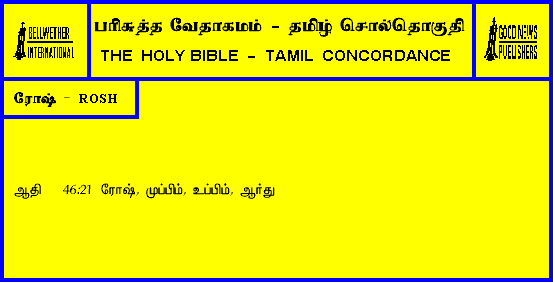 BELLWETHER
INTERNATIONAL
பரிசுத்த வேதாகமம் - தமிழ் சொல்தொகுதி
THE HOLY BIBLE - TAMIL CONCORDANCE
GOOD NEWS
PUBLISHERS
ரோஷ் - ROSH
ஆதி 46:21 ரோஷ், முப்பிம், உப்பிம், ஆர்து